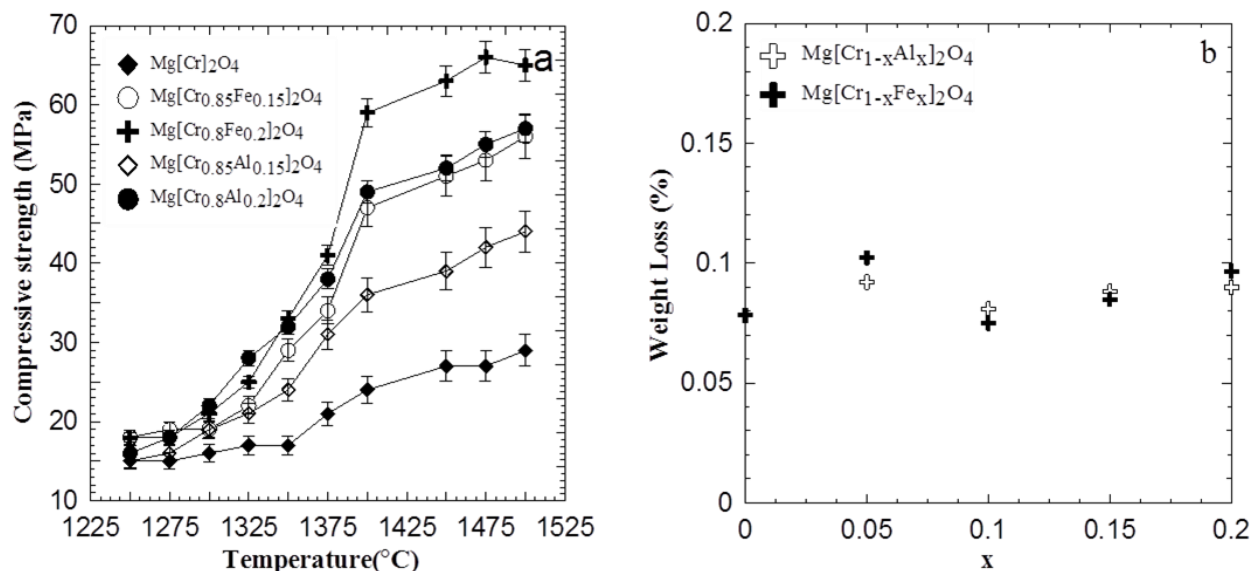 a
70
60
50
40
30
20
10
Compressive strength (MPa)
Mg[Cr]2O4
Mg[Cr0.85Fe0.15]2O4
Mg[Cr0.8Fe0.2]2O4
Mg[Cr0.85Al0.15]2O4
Mg[Cr0.8Al0.2]2O4
1225 1275 1325 1375 1425 1475 1525
Temperature(°C)
b
0.2
0.15
0.1
0.05
0
Weight Loss (%)
Mg[Cr1-xAlx]2O4
Mg[Cr1-xFex]2O4
0 0.05 0.1 0.15 0.2
x